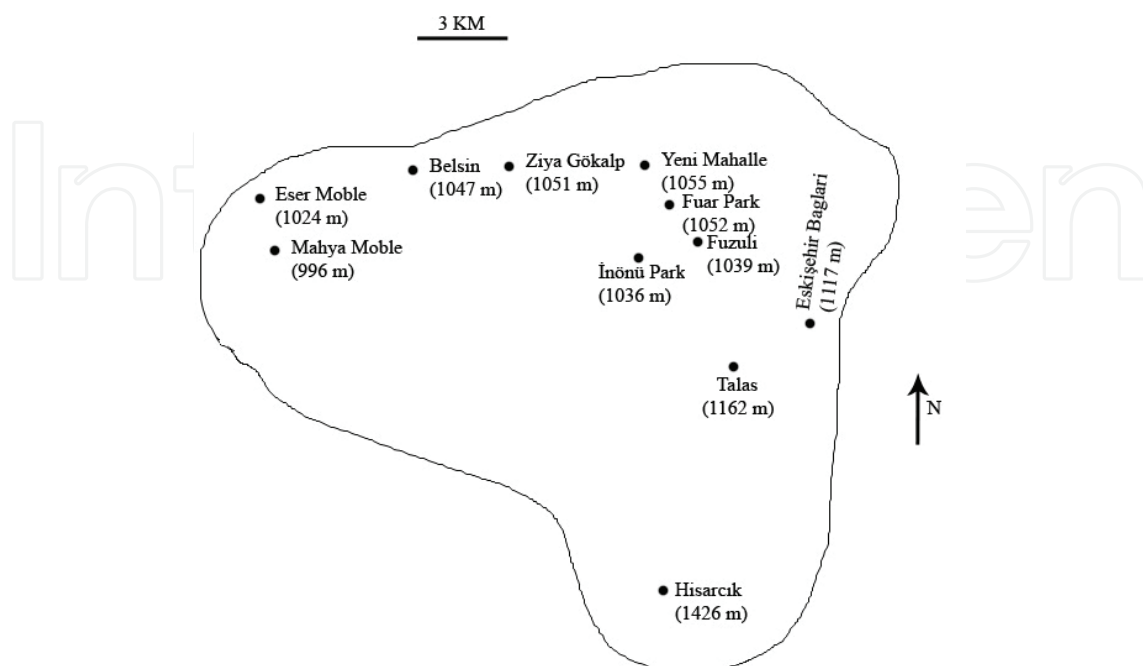 3 KM
Belsin
(1047 m)
Ziya Gökalp
(1051 m)
Yeni Mahalle
(1055 m)
Eser Moble
(1024 m)
Fuar Park
(1052 m)
Mahya Moble
(996 m)
Fuzuli
(1039 m)
İnönü Park
(1036 m)
Eskişehir Baglari
(1117 m)
Talas
(1162 m)
N
Hisarcık
(1426 m)